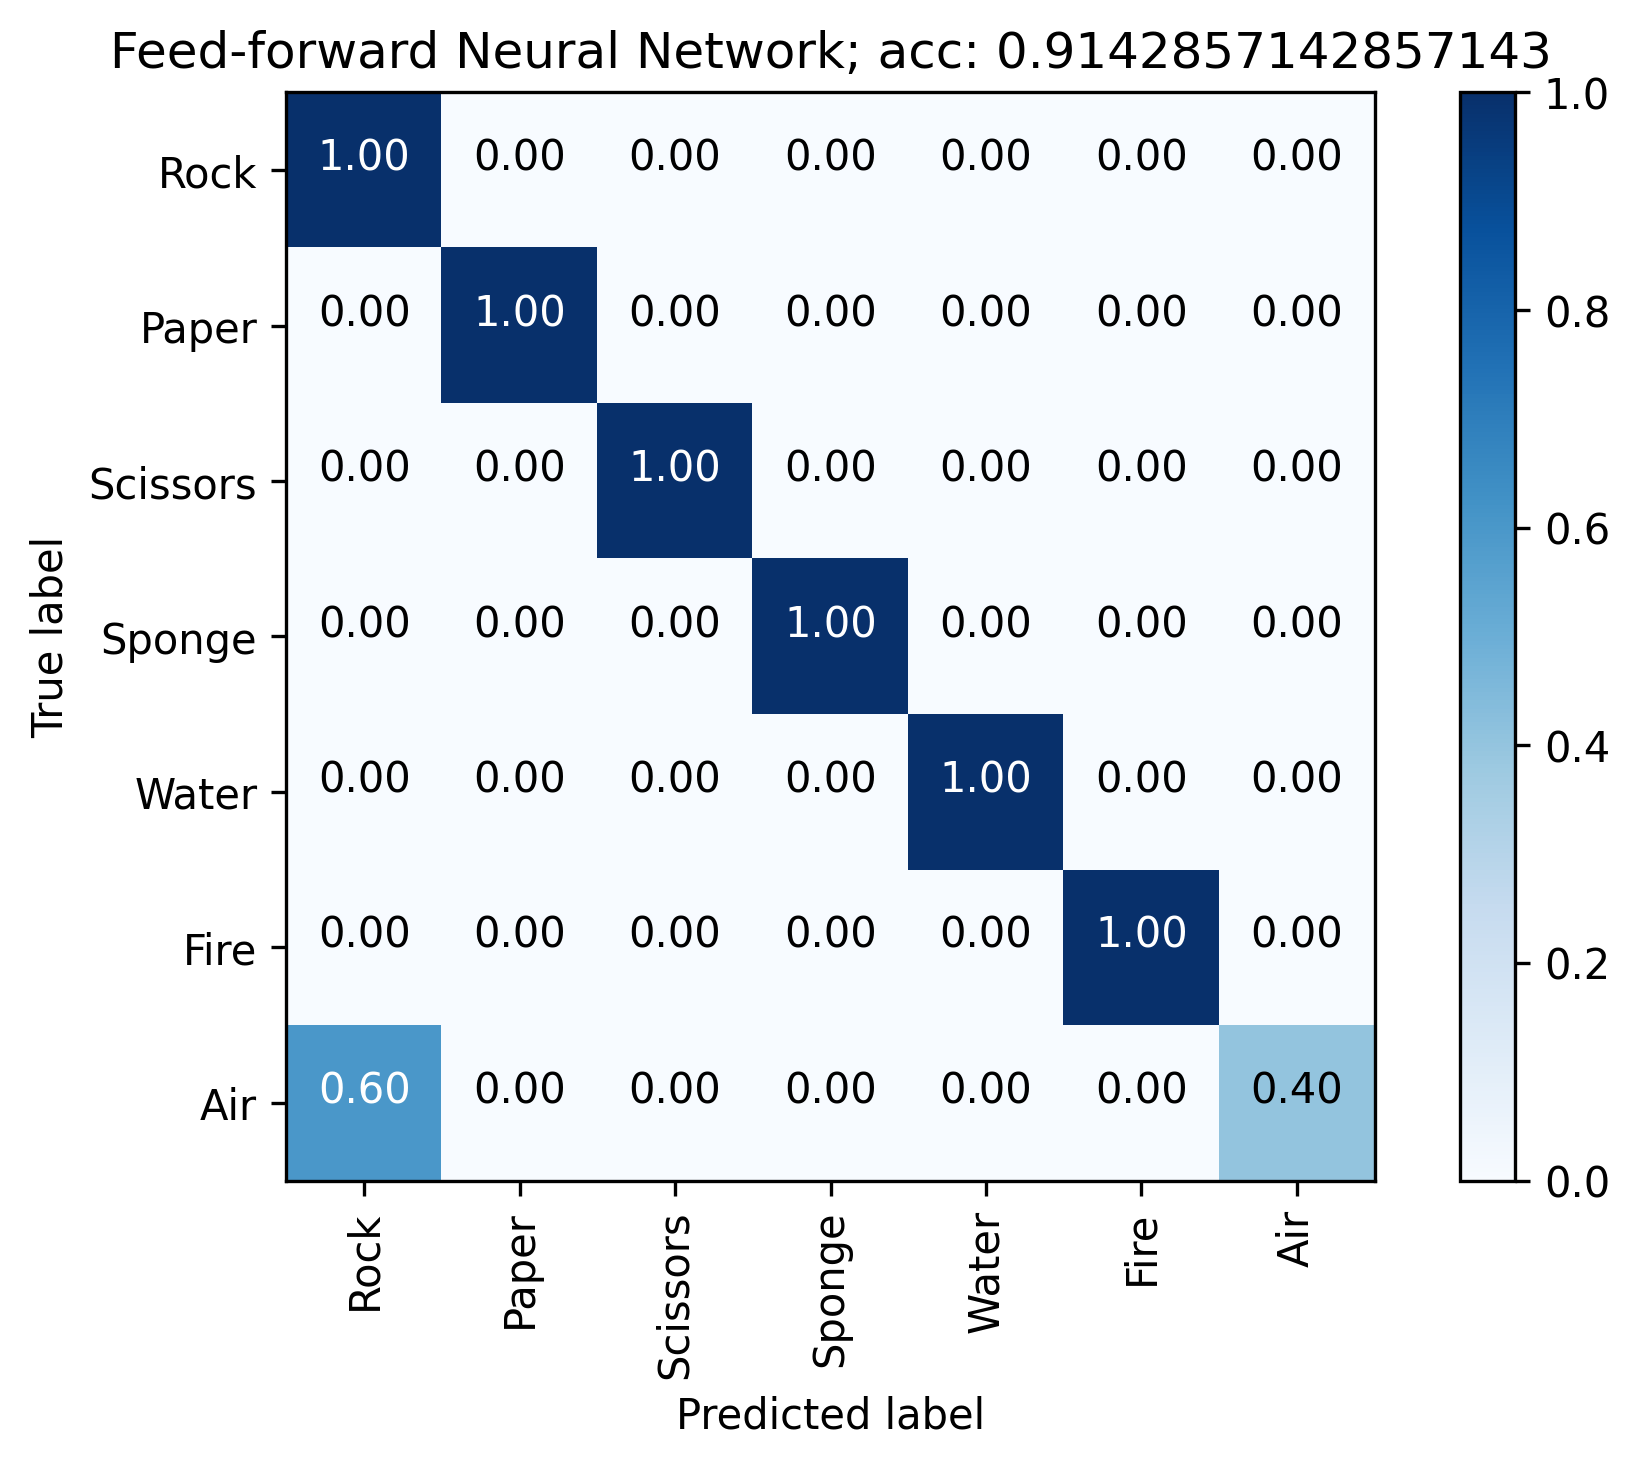 Feed-forward Neural Network; acc: 0.9142857142857143
Rock 1.00 0.00 0.00 0.00 0.00 0.00 0.00
Paper 0.00 1.00 0.00 0.00 0.00 0.00 0.00
Scissors 0.00 0.00 1.00 0.00 0.00 0.00 0.00
Sponge 0.00 0.00 0.00 1.00 0.00 0.00 0.00
Water 0.00 0.00 0.00 0.00 1.00 0.00 0.00
Fire 0.00 0.00 0.00 0.00 0.00 1.00 0.00
Air 0.60 0.00 0.00 0.00 0.00 0.00 0.40
True label
Rock Paper Scissors Sponge Water Fire Air
Predicted label
1.0
0.8
0.6
0.4
0.2
0.0